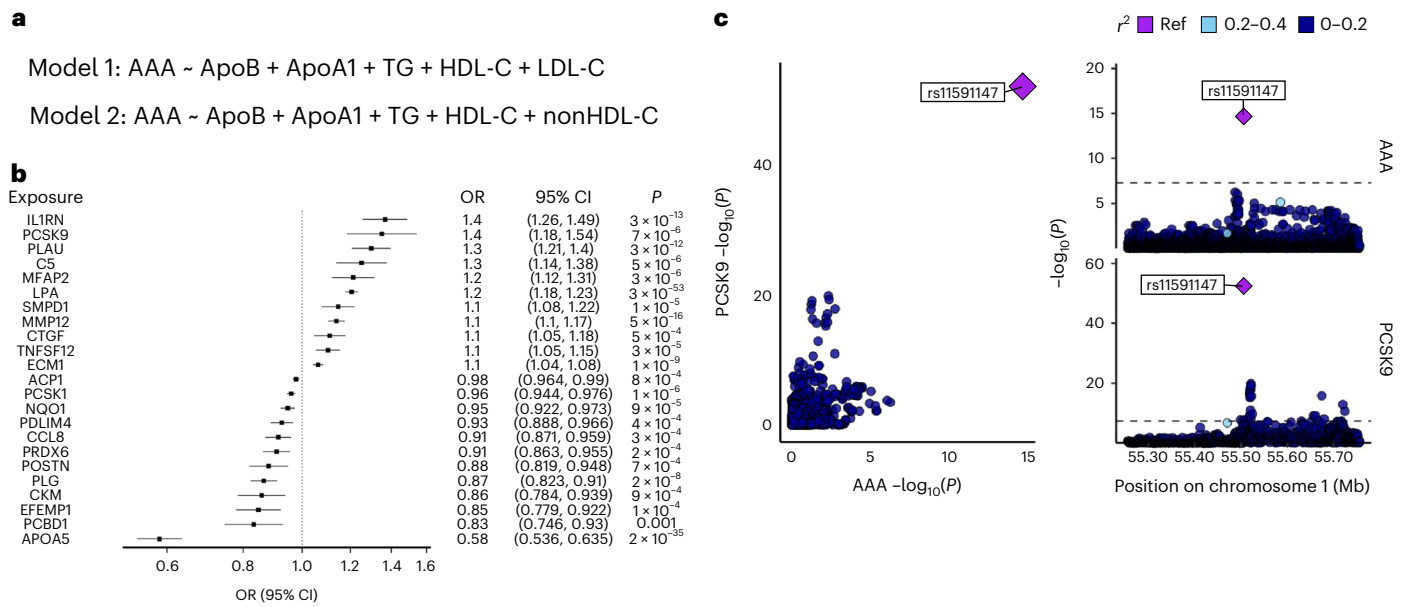 a
Model 1: AAA ~ ApoB + ApoA1 + TG + HDL-C + LDL-C
Model 2: AAA ~ ApoB + ApoA1 + TG + HDL-C + nonHDL-C
b
Exposure OR 95% CI P
IL1RN 1.4 (1.26, 1.49) 3 × 10⁻¹³
PCSK9 1.4 (1.18, 1.54) 7 × 10⁻⁶
PLAU 1.3 (1.21, 1.4) 3 × 10⁻¹²
C5 1.3 (1.14, 1.38) 5 × 10⁻⁶
MFAP2 1.2 (1.12, 1.31) 3 × 10⁻⁶
LPA 1.2 (1.18, 1.23) 3 × 10⁻⁵³
SMPD1 1.1 (1.08, 1.22) 1 × 10⁻⁵
MMP12 1.1 (1.1, 1.17) 5 × 10⁻¹⁶
CTGF 1.1 (1.05, 1.18) 5 × 10⁻⁴
TNFSF12 1.1 (1.05, 1.15) 3 × 10⁻⁵
ECM1 1.1 (1.04, 1.08) 1 × 10⁻⁹
ACP1 0.98 (0.964, 0.99) 8 × 10⁻⁴
PCSK1 0.96 (0.944, 0.976) 1 × 10⁻⁶
NQO1 0.95 (0.922, 0.973) 9 × 10⁻⁵
PDLIM4 0.93 (0.888, 0.966) 4 × 10⁻⁴
CCL8 0.91 (0.871, 0.959) 3 × 10⁻⁴
PRDX6 0.91 (0.863, 0.955) 2 × 10⁻⁴
POSTN 0.88 (0.819, 0.948) 7 × 10⁻⁴
PLG 0.87 (0.823, 0.91) 2 × 10⁻⁸
CKM 0.86 (0.784, 0.939) 9 × 10⁻⁴
EFEMP1 0.85 (0.779, 0.922) 1 × 10⁻⁴
PCBD1 0.83 (0.746, 0.93) 0.001
APOA5 0.58 (0.536, 0.635) 2 × 10⁻³⁵
0.6 0.8 1.0 1.2 1.4 1.6
OR (95% CI)
c
r² Ref 0.2–0.4 0–0.2
rs11591147
40
20
0
PCSK9 –log₁₀(P)
0 5 10 15
AAA –log₁₀(P)
20
15
10
5
rs11591147
AAA
–log₁₀(P)
60
40
20
rs11591147
PCSK9
55.30 55.40 55.50 55.60 55.70
Position on chromosome 1 (Mb)